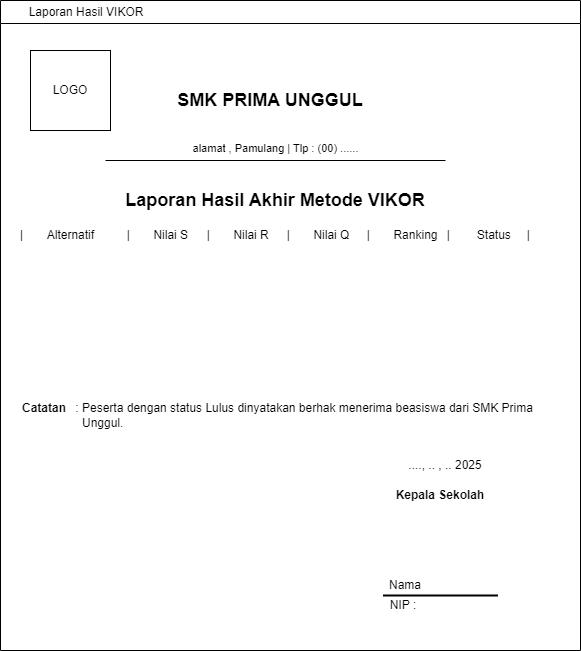 Laporan Hasil VIKOR
LOGO
SMK PRIMA UNGGUL
alamat , Pamulang | Tlp : (00) ......
Laporan Hasil Akhir Metode VIKOR
| Alternatif | Nilai S | Nilai R | Nilai Q | Ranking | Status |
Catatan : Peserta dengan status Lulus dinyatakan berhak menerima beasiswa dari SMK Prima
Unggul.
...., .. , .. 2025
Kepala Sekolah
Nama
NIP :